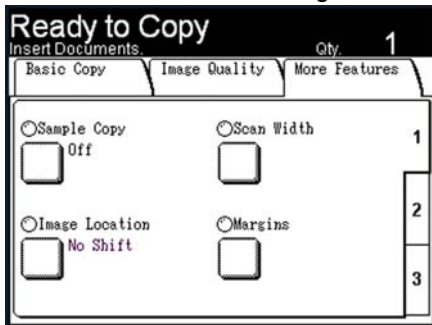 Ready to Copy
Insert Documents. Qty. 1
Basic Copy Image Quality More Features
Sample Copy Scan Width 1
Off
2
Image Location Margins
No Shift
3